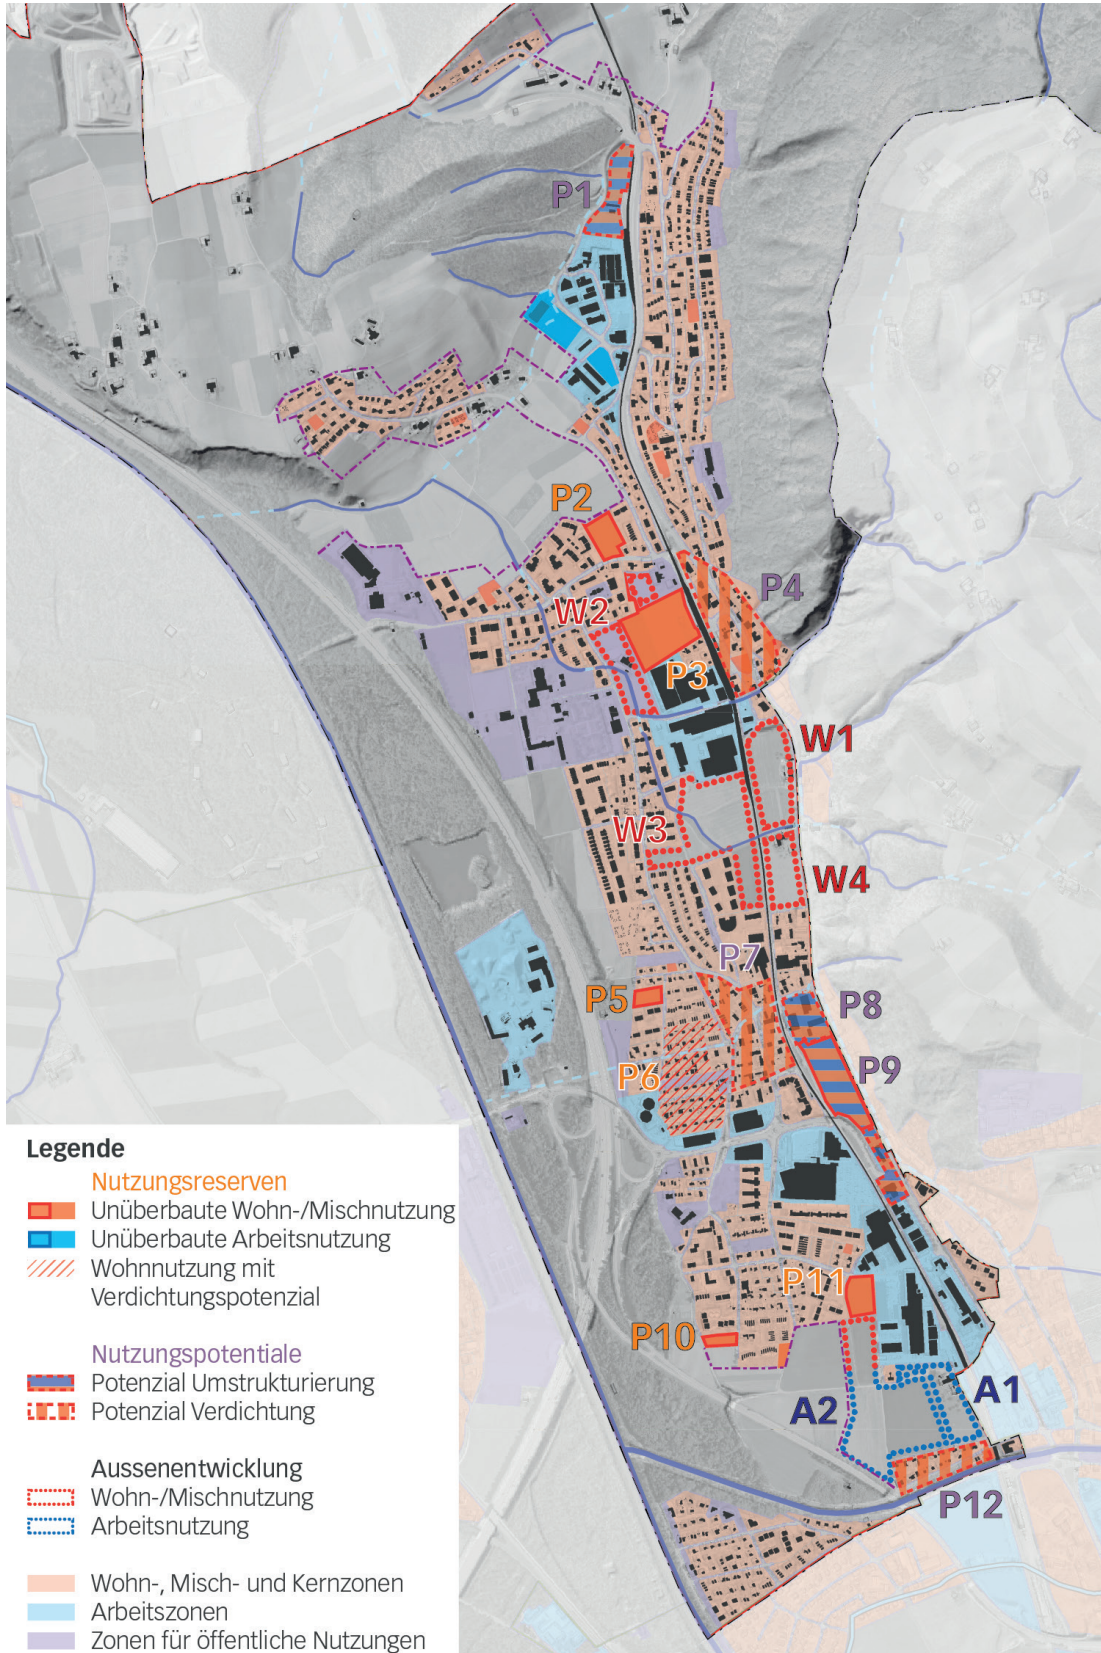 P1
P2
P4
W2
P3
W1
W3
W4
P7
P5
P8
P6
P9
P11
P10
A1
A2
P12
Legende
Nutzungsreserven
Unüberbaute Wohn-/Mischnutzung
Unüberbaute Arbeitsnutzung
Wohnnutzung mit
Verdichtungspotenzial
Nutzungspotentiale
Potenzial Umstrukturierung
Potenzial Verdichtung
Aussenentwicklung
Wohn-/Mischnutzung
Arbeitsnutzung
Wohn-, Misch- und Kernzonen
Arbeitszonen
Zonen für öffentliche Nutzungen